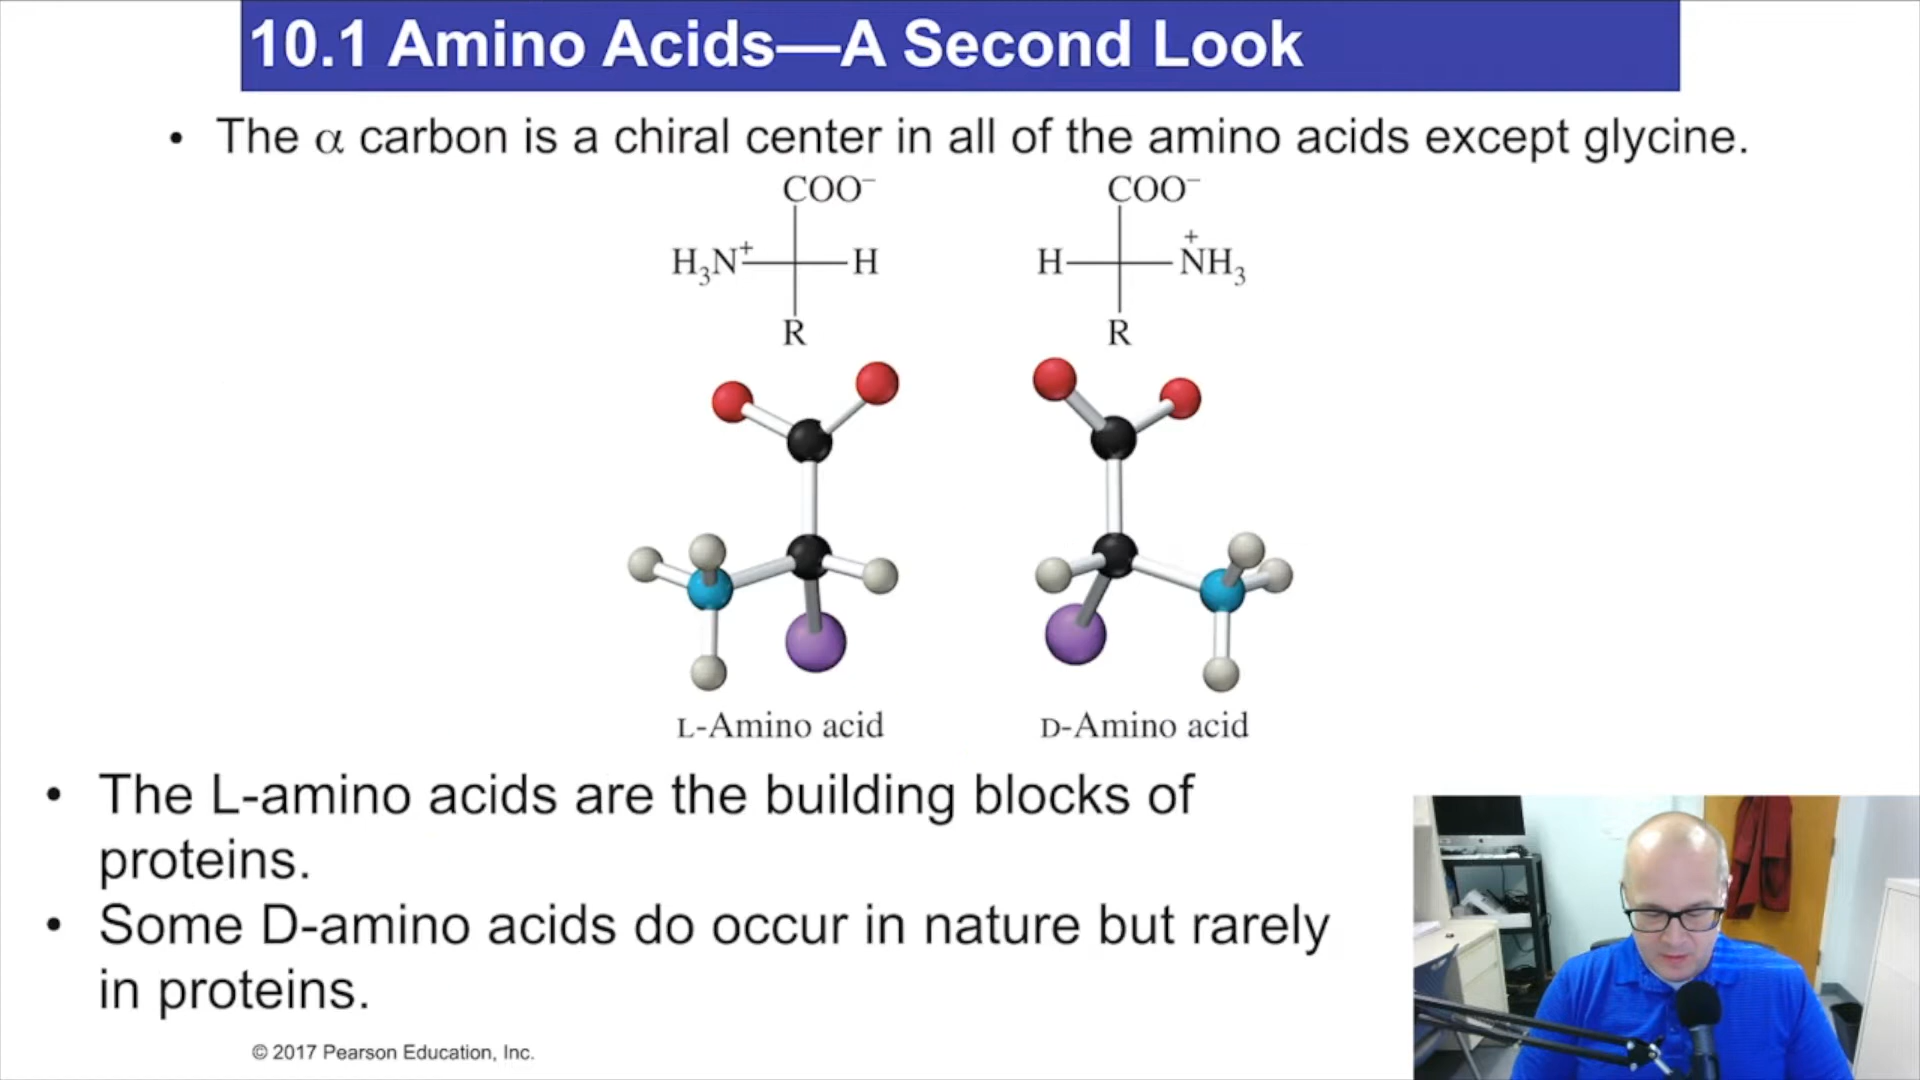 10.1 Amino Acids—A Second Look
• The α carbon is a chiral center in all of the amino acids except glycine.
COO⁻ COO⁻
H₃N⁺ H H ⁺NH₃
R R
L-Amino acid D-Amino acid
• The L-amino acids are the building blocks of
proteins.
• Some D-amino acids do occur in nature but rarely
in proteins.
© 2017 Pearson Education, Inc.